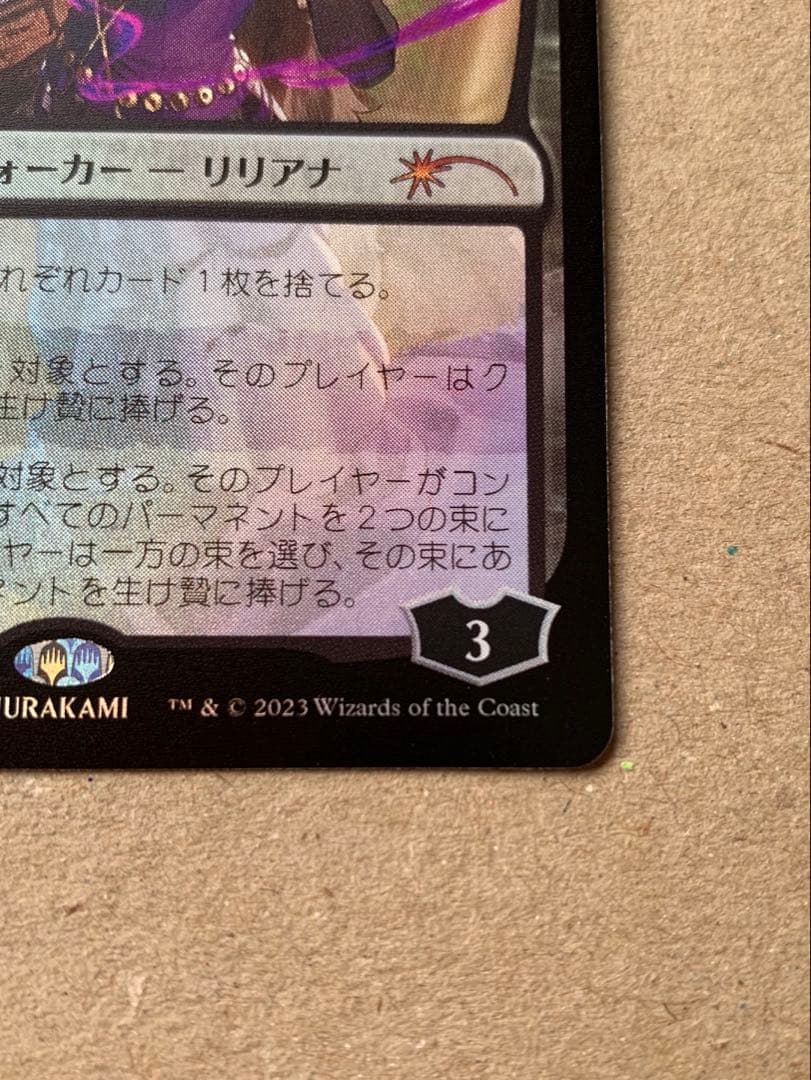 ォーカー ― リリアナ
れぞれカード1枚を捨てる。
対象とする。そのプレイヤーはク
生け贄に捧げる。
対象とする。そのプレイヤーがコン
すべてのパーマネントを2つの束に
ヤーは一方の束を選び、その束にあ
ネントを生け贄に捧げる。
3
URAKAMI ™ & © 2023 Wizards of the Coast